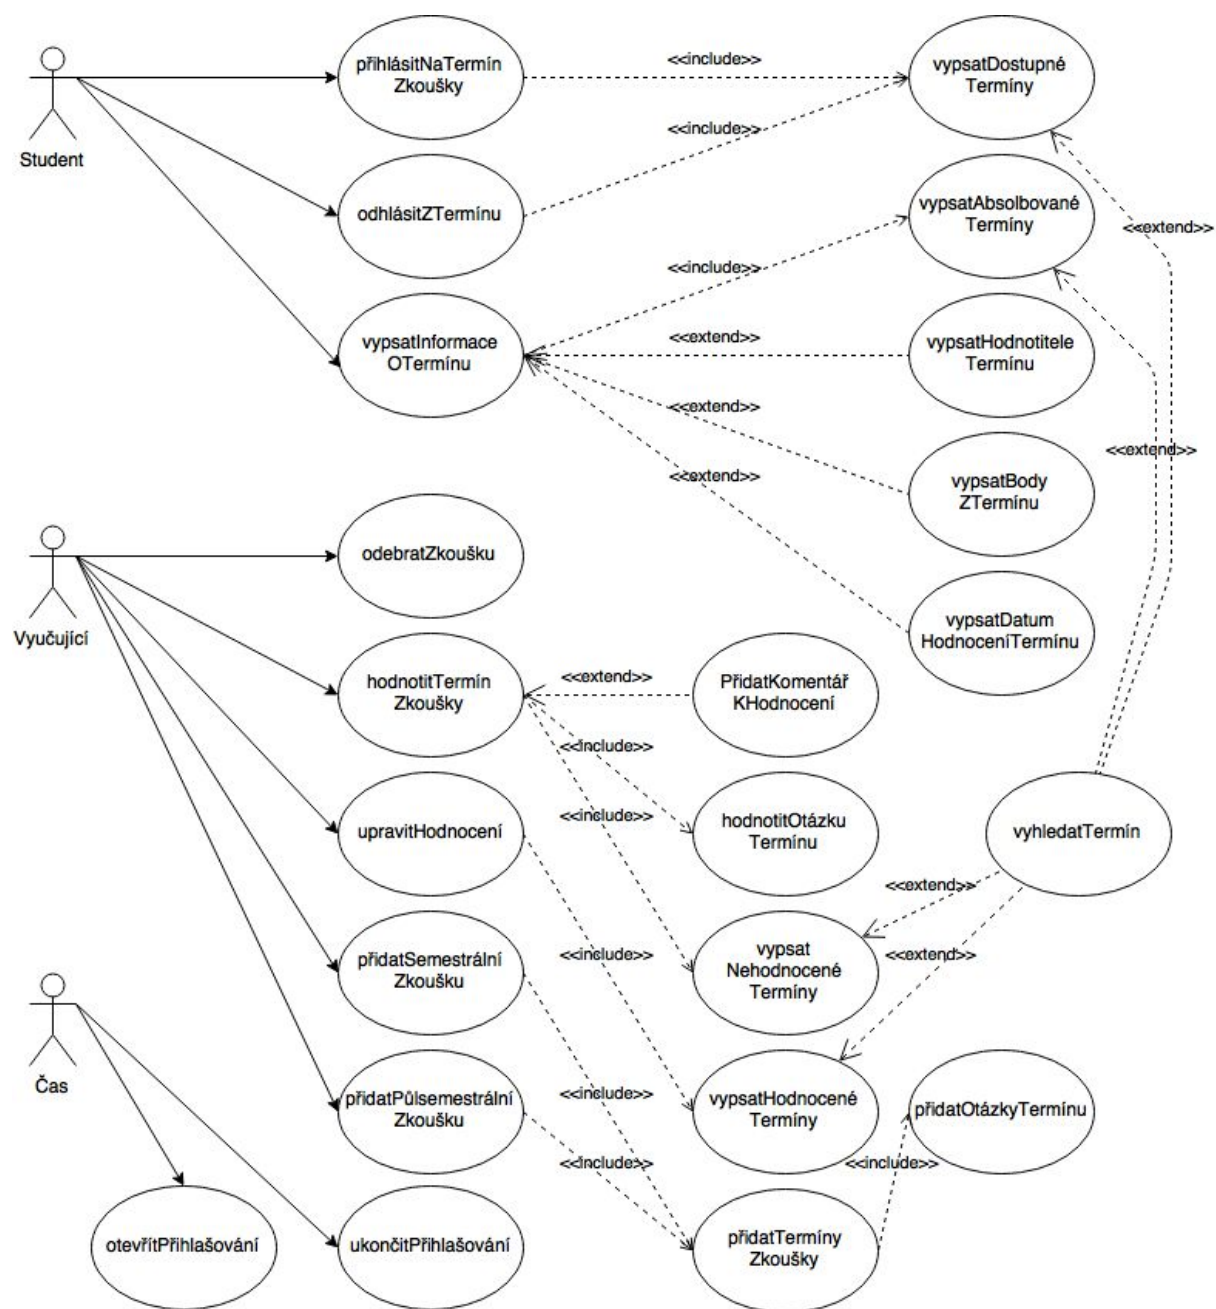 přihlásitNaTermín
Zkoušky
<<include>>
vypsatDostupné
Termíny
Student
<<include>>
odhlásitZTermínu
vypsatAbsolbované
Termíny
<<extend>>
<<include>>
vypsatInformace
OTermínu
<<extend>>
vypsatHodnotitele
Termínu
<<extend>>
<<extend>>
<<extend>>
vypsatBody
ZTermínu
odebratZkoušku
Vyučující
vypsatDatum
HodnoceníTermínu
hodnotitTermín
Zkoušky
<<extend>>
PřidatKomentář
KHodnocení
<<include>>
<<include>>
upravitHodnocení
hodnotitOtázku
Termínu
vyhledatTermín
<<extend>>
<<include>>
<<extend>>
přidatSemestrální
Zkoušku
vypsat
Nehodnocené
Termíny
Čas
<<include>>
přidatPůlsemestrální
Zkoušku
vypsatHodnocené
Termíny
přidatOtázkyTermínu
<<include>>
<<include>>
otevřítPřihlašování
ukončitPřihlašování
přidatTermíny
Zkoušky